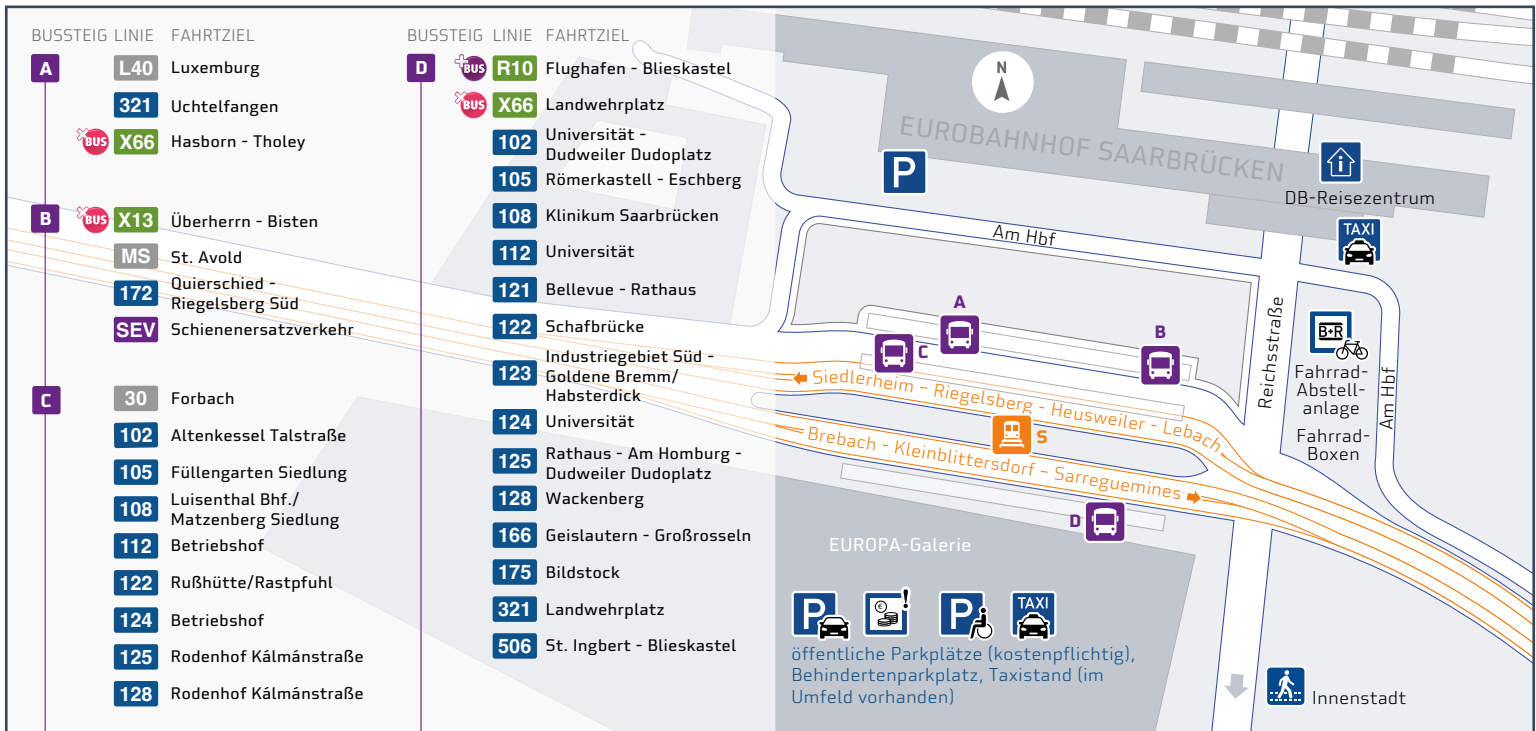 BUSSTEIG LINIE FAHRTZIEL
A
L40 Luxemburg
321 Uchtelfangen
XBUS X66 Hasborn - Tholey
B
XBUS X13 Überherrn - Bisten
MS St. Avold
172 Quierschied -
Riegelsberg Süd
SEV Schienenersatzverkehr
C
30 Forbach
102 Altenkessel Talstraße
105 Füllengarten Siedlung
108 Luisenthal Bhf./
Matzenberg Siedlung
112 Betriebshof
122 Rußhütte/Rastpfuhl
124 Betriebshof
125 Rodenhof Kálmánstraße
128 Rodenhof Kálmánstraße
BUSSTEIG LINIE FAHRTZIEL
D
+BUS R10 Flughafen - Blieskastel
XBUS X66 Landwehrplatz
102 Universität -
Dudweiler Dudoplatz
105 Römerkastell - Eschberg
108 Klinikum Saarbrücken
112 Universität
121 Bellevue - Rathaus
122 Schafbrücke
123 Industriegebiet Süd -
Goldene Bremm/
Habsterdick
124 Universität
125 Rathaus - Am Homburg -
Dudweiler Dudoplatz
128 Wackenberg
166 Geislautern - Großrosseln
175 Bildstock
321 Landwehrplatz
506 St. Ingbert - Blieskastel
N
EUROBAHNHOF SAARBRÜCKEN
P
DB-Reisezentrum
TAXI
Am Hbf
A
B
C
Reichsstraße
B+R
Fahrrad-
Abstell-
anlage
Fahrrad-
Boxen
Am Hbf
Siedlerheim - Riegelsberg - Heusweiler - Lebach
S
Brebach - Kleinblittersdorf - Sarreguemines
D
EUROPA-Galerie
P
€
!
P
TAXI
öffentliche Parkplätze (kostenpflichtig),
Behindertenparkplatz, Taxistand (im
Umfeld vorhanden)
Innenstadt